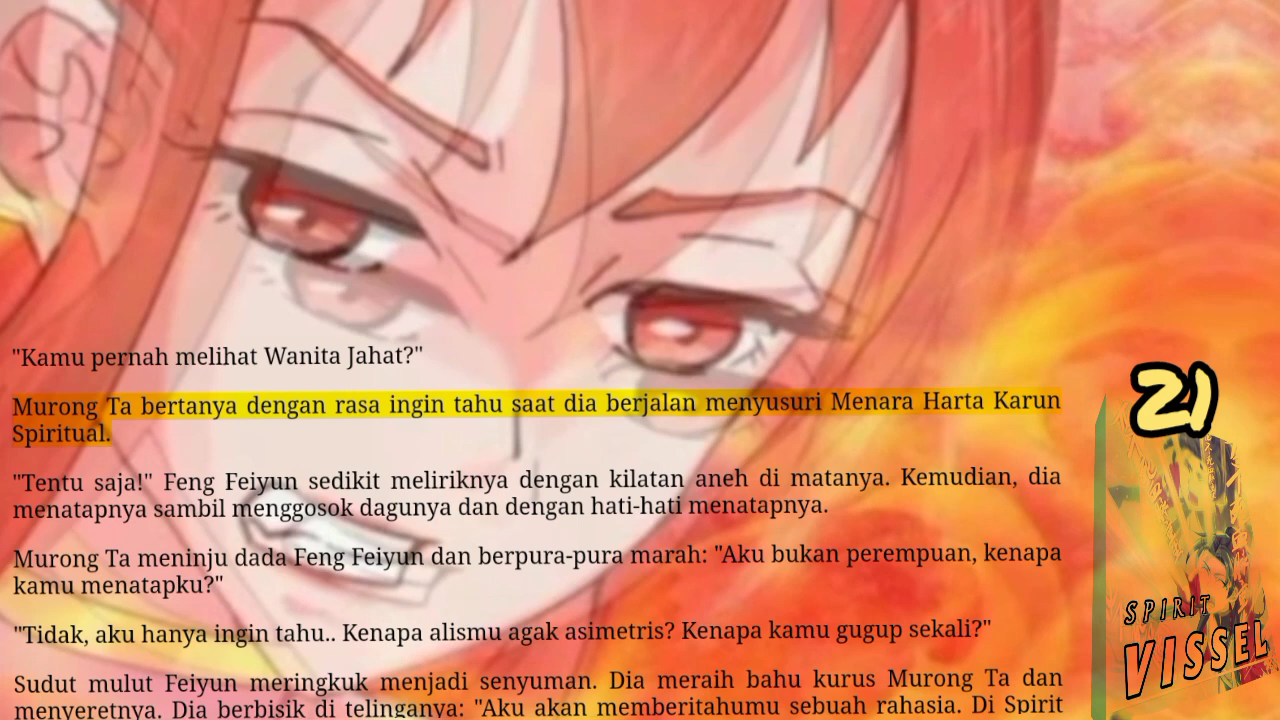 "Kamu pernah melihat Wanita Jahat?"
Murong Ta bertanya dengan rasa ingin tahu saat dia berjalan menyusuri Menara Harta Karun
Spiritual.
"Tentu saja!" Feng Feiyun sedikit meliriknya dengan kilatan aneh di matanya. Kemudian, dia
menatapnya sambil menggosok dagunya dan dengan hati-hati menatapnya.
Murong Ta meninju dada Feng Feiyun dan berpura-pura marah: "Aku bukan perempuan, kenapa
kamu menatapku?"
"Tidak, aku hanya ingin tahu.. Kenapa alismu agak asimetris? Kenapa kamu gugup sekali?"
Sudut mulut Feiyun meringkuk menjadi senyuman. Dia meraih bahu kurus Murong Ta dan
menyeretnya. Dia berbisik di telinganya: "Aku akan memberitahumu sebuah rahasia. Di Spirit
21
SPIRIT
VISSEL